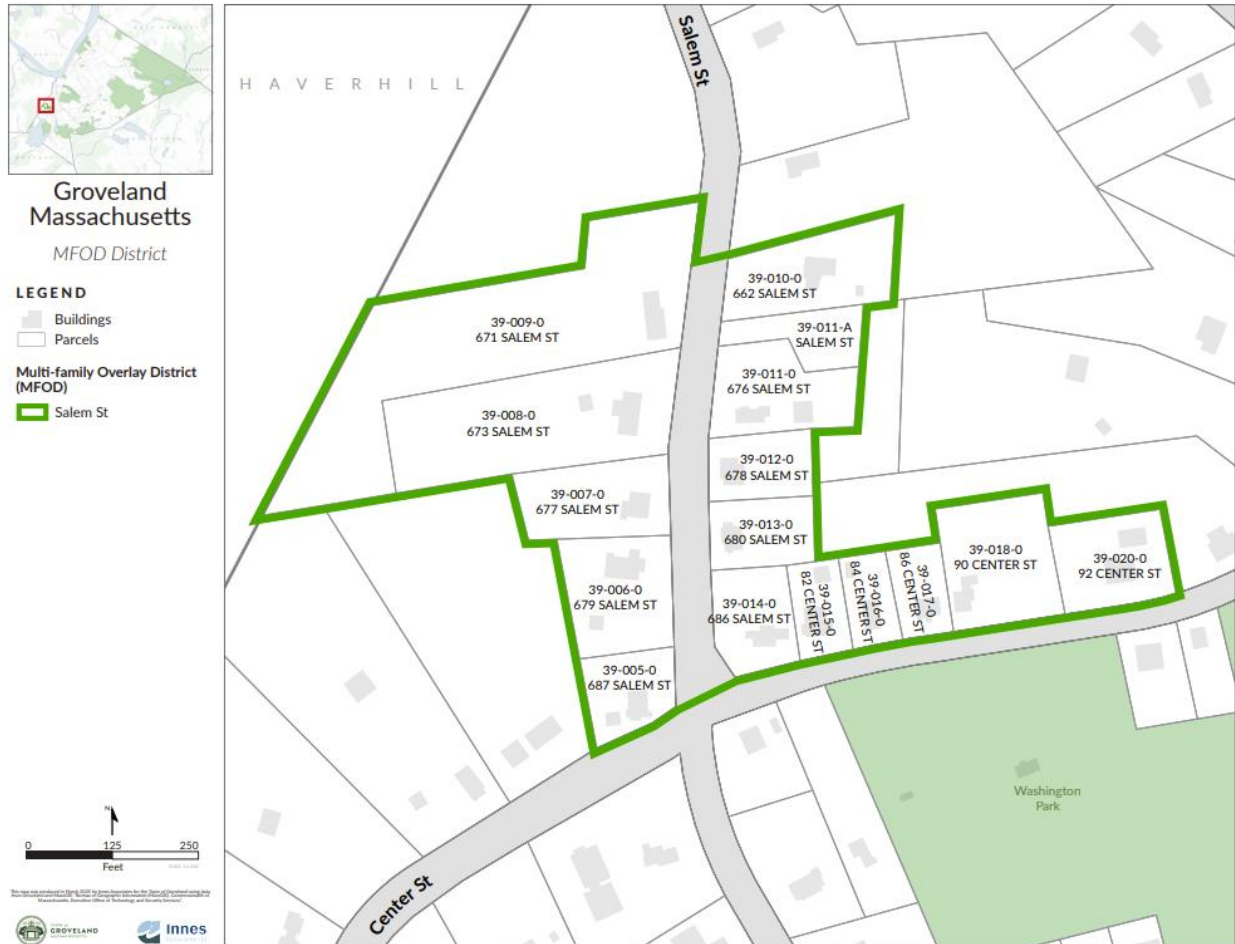 Groveland
Massachusetts
MFOD District
LEGEND
Buildings
Parcels
Multi-family Overlay District
(MFOD)
Salem St
N
0 125 250
Feet
TOWN OF
GROVELAND
MASSACHUSETTS
Innes
HAVERHILL
Salem St
39-010-0
662 SALEM ST
39-009-0
671 SALEM ST
39-011-A
SALEM ST
39-011-0
676 SALEM ST
39-008-0
673 SALEM ST
39-012-0
678 SALEM ST
39-007-0
677 SALEM ST
39-013-0
680 SALEM ST
39-006-0
679 SALEM ST
39-014-0
686 SALEM ST
39-015-0
82 CENTER ST
39-016-0
84 CENTER ST
39-017-0
86 CENTER ST
39-018-0
90 CENTER ST
39-020-0
92 CENTER ST
39-005-0
687 SALEM ST
Washington
Park
Center St